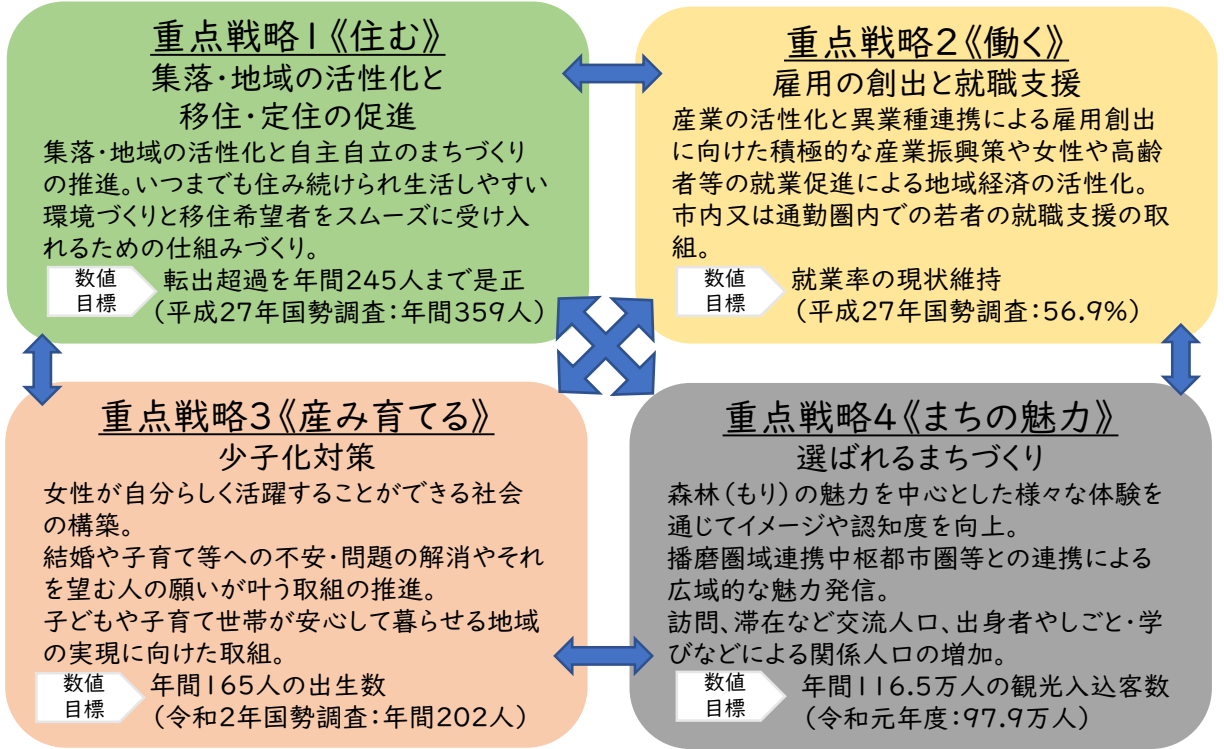 重点戦略1《住む》
集落・地域の活性化と
移住・定住の促進
集落・地域の活性化と自主自立のまちづくり
の推進。いつまでも住み続けられ生活しやすい
環境づくりと移住希望者をスムーズに受け入
れるための仕組みづくり。
数値
目標
転出超過を年間245人まで是正
(平成27年国勢調査:年間359人)
重点戦略2《働く》
雇用の創出と就職支援
産業の活性化と異業種連携による雇用創出
に向けた積極的な産業振興策や女性や高齢
者等の就業促進による地域経済の活性化。
市内又は通勤圏内での若者の就職支援の取
組。
数値
目標
就業率の現状維持
(平成27年国勢調査:56.9%)
重点戦略3《産み育てる》
少子化対策
女性が自分らしく活躍することができる社会
の構築。
結婚や子育て等への不安・問題の解消やそれ
を望む人の願いが叶う取組の推進。
子どもや子育て世帯が安心して暮らせる地域
の実現に向けた取組。
数値
目標
年間165人の出生数
(令和2年国勢調査:年間202人)
重点戦略4《まちの魅力》
選ばれるまちづくり
森林(もり)の魅力を中心とした様々な体験を
通じてイメージや認知度を向上。
播磨圏域連携中枢都市圏等との連携による
広域的な魅力発信。
訪問、滞在など交流人口、出身者やしごと・学
びなどによる関係人口の増加。
数値
目標
年間116.5万人の観光入込客数
(令和元年度:97.9万人)